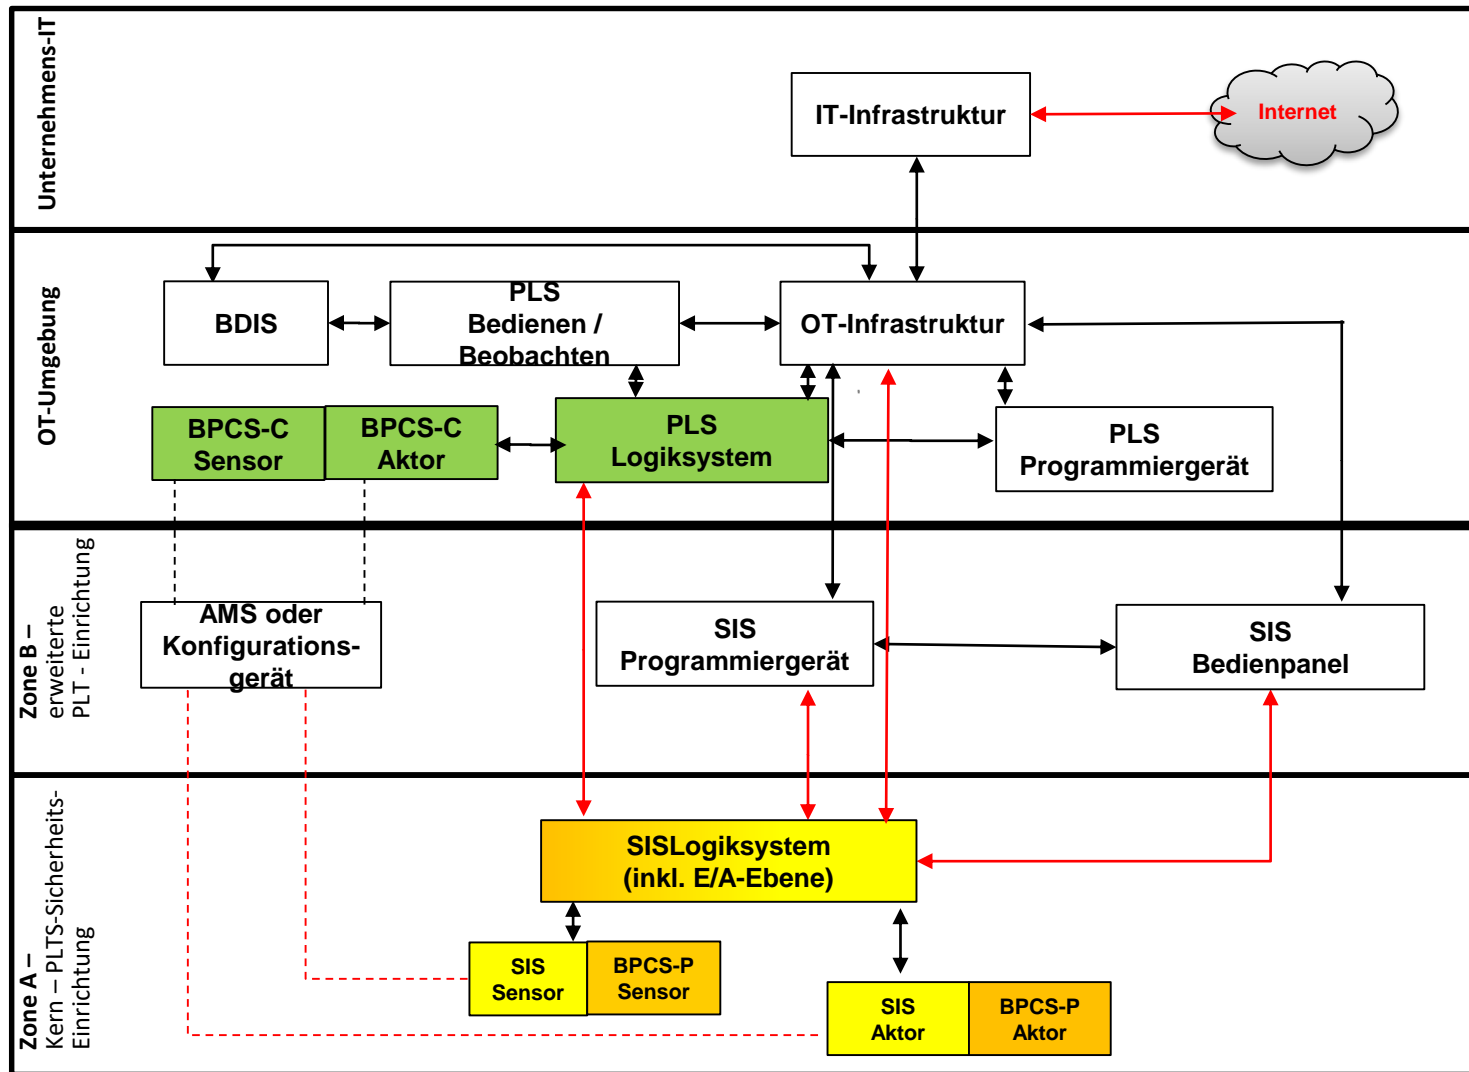 Unternehmens-IT
IT-Infrastruktur
Internet
OT-Umgebung
BDIS
PLS
Bedienen /
Beobachten
OT-Infrastruktur
BPCS-C
Sensor
BPCS-C
Aktor
PLS
Logiksystem
PLS
Programmiergerät
Zone B –
erweiterte
PLT - Einrichtung
AMS oder
Konfigurations-
gerät
SIS
Programmiergerät
SIS
Bedienpanel
Zone A –
Kern – PLTS-Sicherheits-
Einrichtung
SISLogiksystem
(inkl. E/A-Ebene)
SIS
Sensor
BPCS-P
Sensor
SIS
Aktor
BPCS-P
Aktor